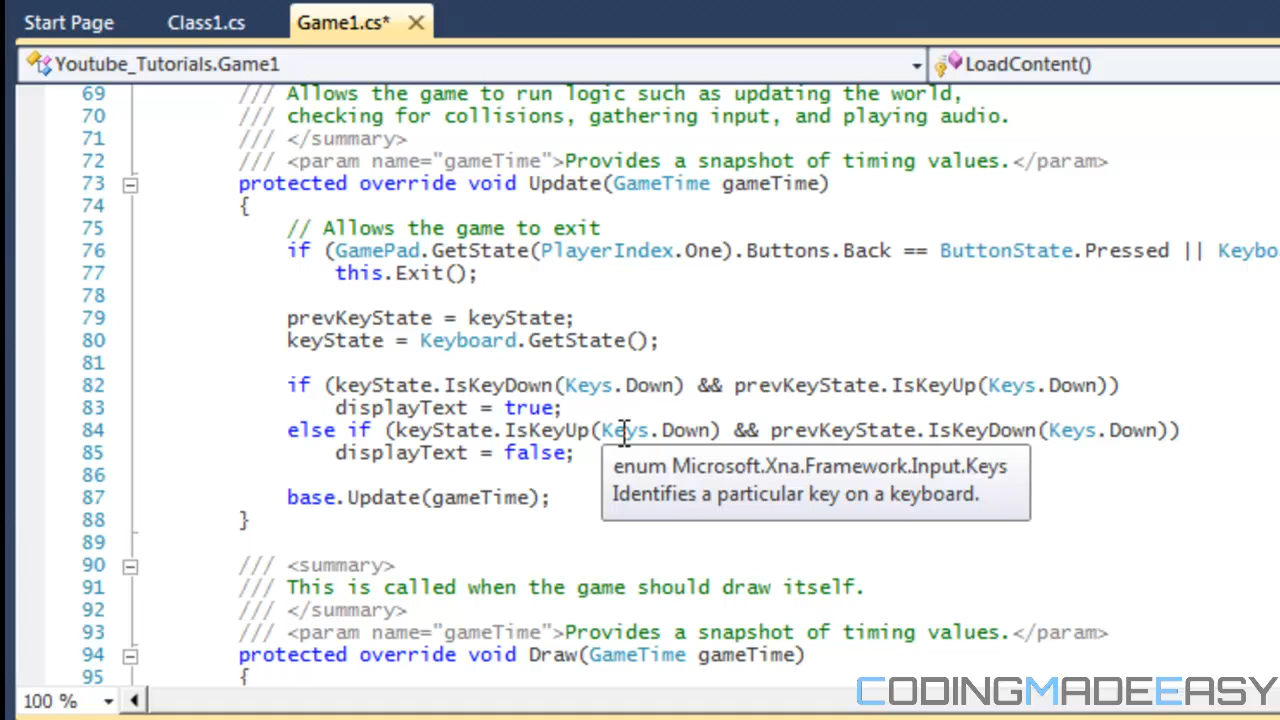 Start Page Class1.cs Game1.cs*
Youtube_Tutorials.Game1 LoadContent()
69 /// Allows the game to run logic such as updating the world,
70 /// checking for collisions, gathering input, and playing audio.
71 /// </summary>
72 /// <param name="gameTime">Provides a snapshot of timing values.</param>
73 protected override void Update(GameTime gameTime)
74 {
75 // Allows the game to exit
76 if (GamePad.GetState(PlayerIndex.One).Buttons.Back == ButtonState.Pressed || Keybo
77 this.Exit();
78
79 prevKeyState = keyState;
80 keyState = Keyboard.GetState();
81
82 if (keyState.IsKeyDown(Keys.Down) && prevKeyState.IsKeyUp(Keys.Down))
83 displayText = true;
84 else if (keyState.IsKeyUp(Keys.Down) && prevKeyState.IsKeyDown(Keys.Down))
85 displayText = false;
enum Microsoft.Xna.Framework.Input.Keys
Identifies a particular key on a keyboard.
86
87 base.Update(gameTime);
88 }
89
90 /// <summary>
91 /// This is called when the game should draw itself.
92 /// </summary>
93 /// <param name="gameTime">Provides a snapshot of timing values.</param>
94 protected override void Draw(GameTime gameTime)
95 {
100 %
CODINGMADEEASY